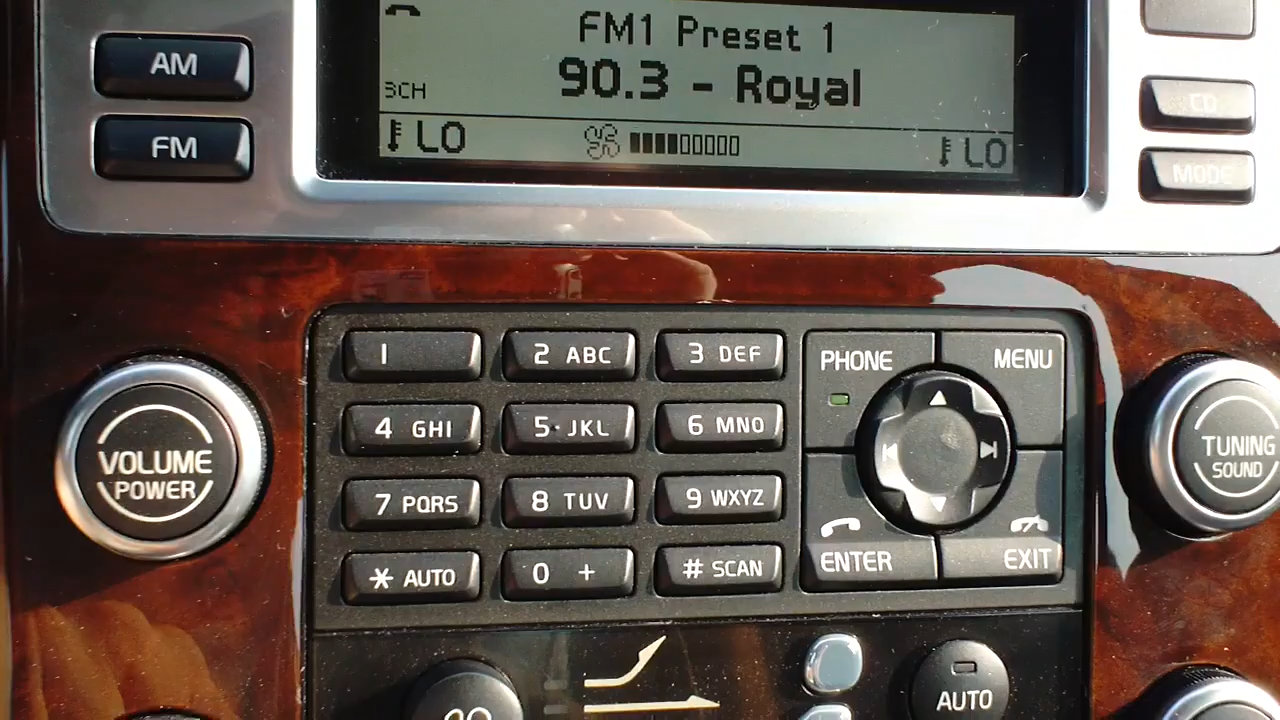 FM1 Preset 1
90.3 - Royal
3CH
LO
LO
AM
FM
CD
MODE
1
2 ABC
3 DEF
4 GHI
5 JKL
6 MNO
7 PQRS
8 TUV
9 WXYZ
* AUTO
0 +
# SCAN
PHONE
MENU
ENTER
EXIT
VOLUME
POWER
TUNING
SOUND
AUTO